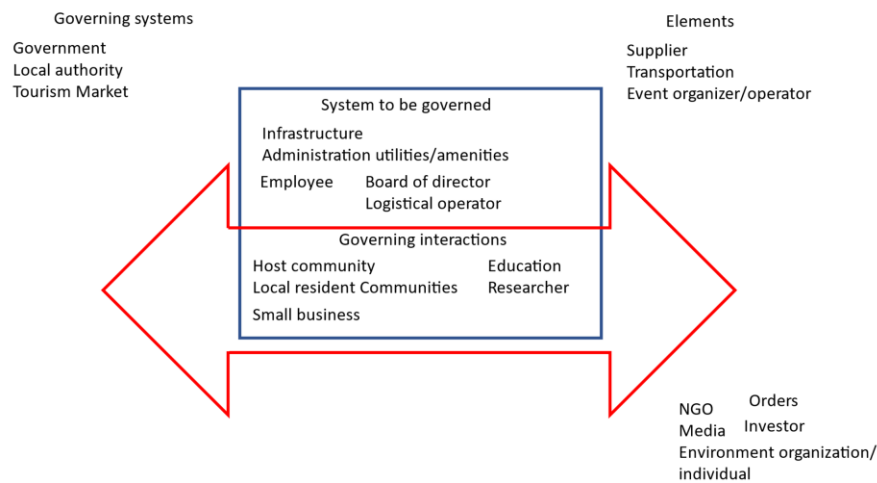 Governing systems
Government
Local authority
Tourism Market
Elements
Supplier
Transportation
Event organizer/operator
System to be governed
Infrastructure
Administration utilities/amenities
Employee
Board of director
Logistical operator
Governing interactions
Host community
Local resident Communities
Small business
Education
Researcher
NGO
Media
Orders
Investor
Environment organization/
individual